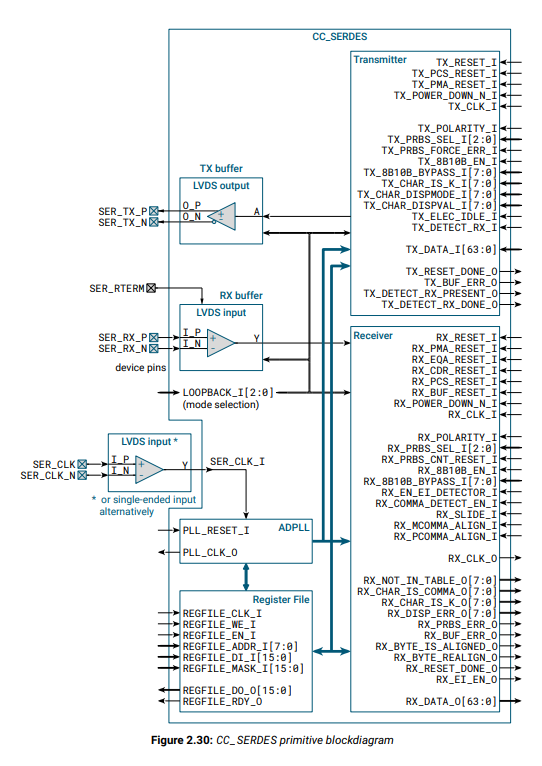 CC_SERDES
Transmitter
TX_RESET_I
TX_PCS_RESET_I
TX_PMA_RESET_I
TX_POWER_DOWN_N_I
TX_CLK_I
TX_POLARITY_I
TX_PRBS_SEL_I[2:0]
TX_PRBS_FORCE_ERR_I
TX_8B10B_EN_I
TX_8B10B_BYPASS_I[7:0]
TX_CHAR_IS_K_I[7:0]
TX_CHAR_DISPMODE_I[7:0]
TX_CHAR_DISPVAL_I[7:0]
TX_ELEC_IDLE_I
TX_DETECT_RX_I
TX_DATA_I[63:0]
TX_RESET_DONE_O
TX_BUF_ERR_O
TX_DETECT_RX_PRESENT_O
TX_DETECT_RX_DONE_O
TX buffer
LVDS output
SER_TX_P
SER_TX_N
O_P
O_N
+
-
A
SER_RTERM
RX buffer
LVDS input
SER_RX_P
SER_RX_N
I_P
I_N
+
-
Y
device pins
LOOPBACK_I[2:0]
(mode selection)
Receiver
RX_RESET_I
RX_PMA_RESET_I
RX_EQA_RESET_I
RX_CDR_RESET_I
RX_PCS_RESET_I
RX_BUF_RESET_I
RX_POWER_DOWN_N_I
RX_CLK_I
RX_POLARITY_I
RX_PRBS_SEL_I[2:0]
RX_PRBS_CNT_RESET_I
RX_8B10B_EN_I
RX_8B10B_BYPASS_I[7:0]
RX_EN_EI_DETECTOR_I
RX_COMMA_DETECT_EN_I
RX_SLIDE_I
RX_MCOMMA_ALIGN_I
RX_PCOMMA_ALIGN_I
RX_CLK_O
RX_NOT_IN_TABLE_O[7:0]
RX_CHAR_IS_COMMA_O[7:0]
RX_CHAR_IS_K_O[7:0]
RX_DISP_ERR_O[7:0]
RX_PRBS_ERR_O
RX_BUF_ERR_O
RX_BYTE_IS_ALIGNED_O
RX_BYTE_REALIGN_O
RX_RESET_DONE_O
RX_EI_EN_O
RX_DATA_O[63:0]
LVDS input *
SER_CLK
SER_CLK_N
I_P
I_N
+
-
Y
SER_CLK_I
* or single-ended input
alternatively
ADPLL
PLL_RESET_I
PLL_CLK_O
Register File
REGFILE_CLK_I
REGFILE_WE_I
REGFILE_EN_I
REGFILE_ADDR_I[7:0]
REGFILE_DI_I[15:0]
REGFILE_MASK_I[15:0]
REGFILE_DO_O[15:0]
REGFILE_RDY_O
Figure 2.30: CC_SERDES primitive blockdiagram